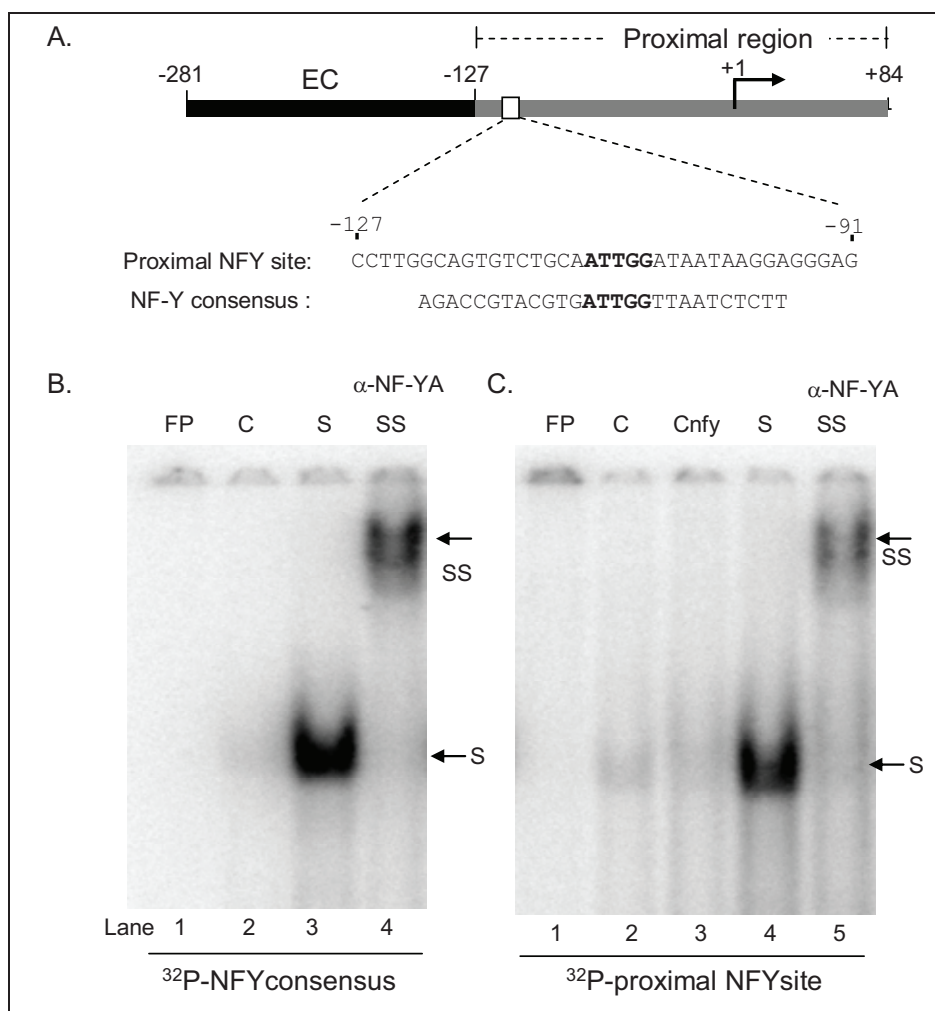 A.
Proximal region
-281
EC
-127
+1
+84
-127
-91
Proximal NFY site: CCTTGGCAGTGTCTGCAATTGGATAATAAGGAGGGAG
NF-Y consensus : AGACCGTACGTGATTGGTTAATCTCTT
B.
α-NF-YA
FP C S SS
SS
S
Lane 1 2 3 4
³²P-NFYconsensus
C.
α-NF-YA
FP C Cnfy S SS
SS
S
1 2 3 4 5
³²P-proximal NFYsite